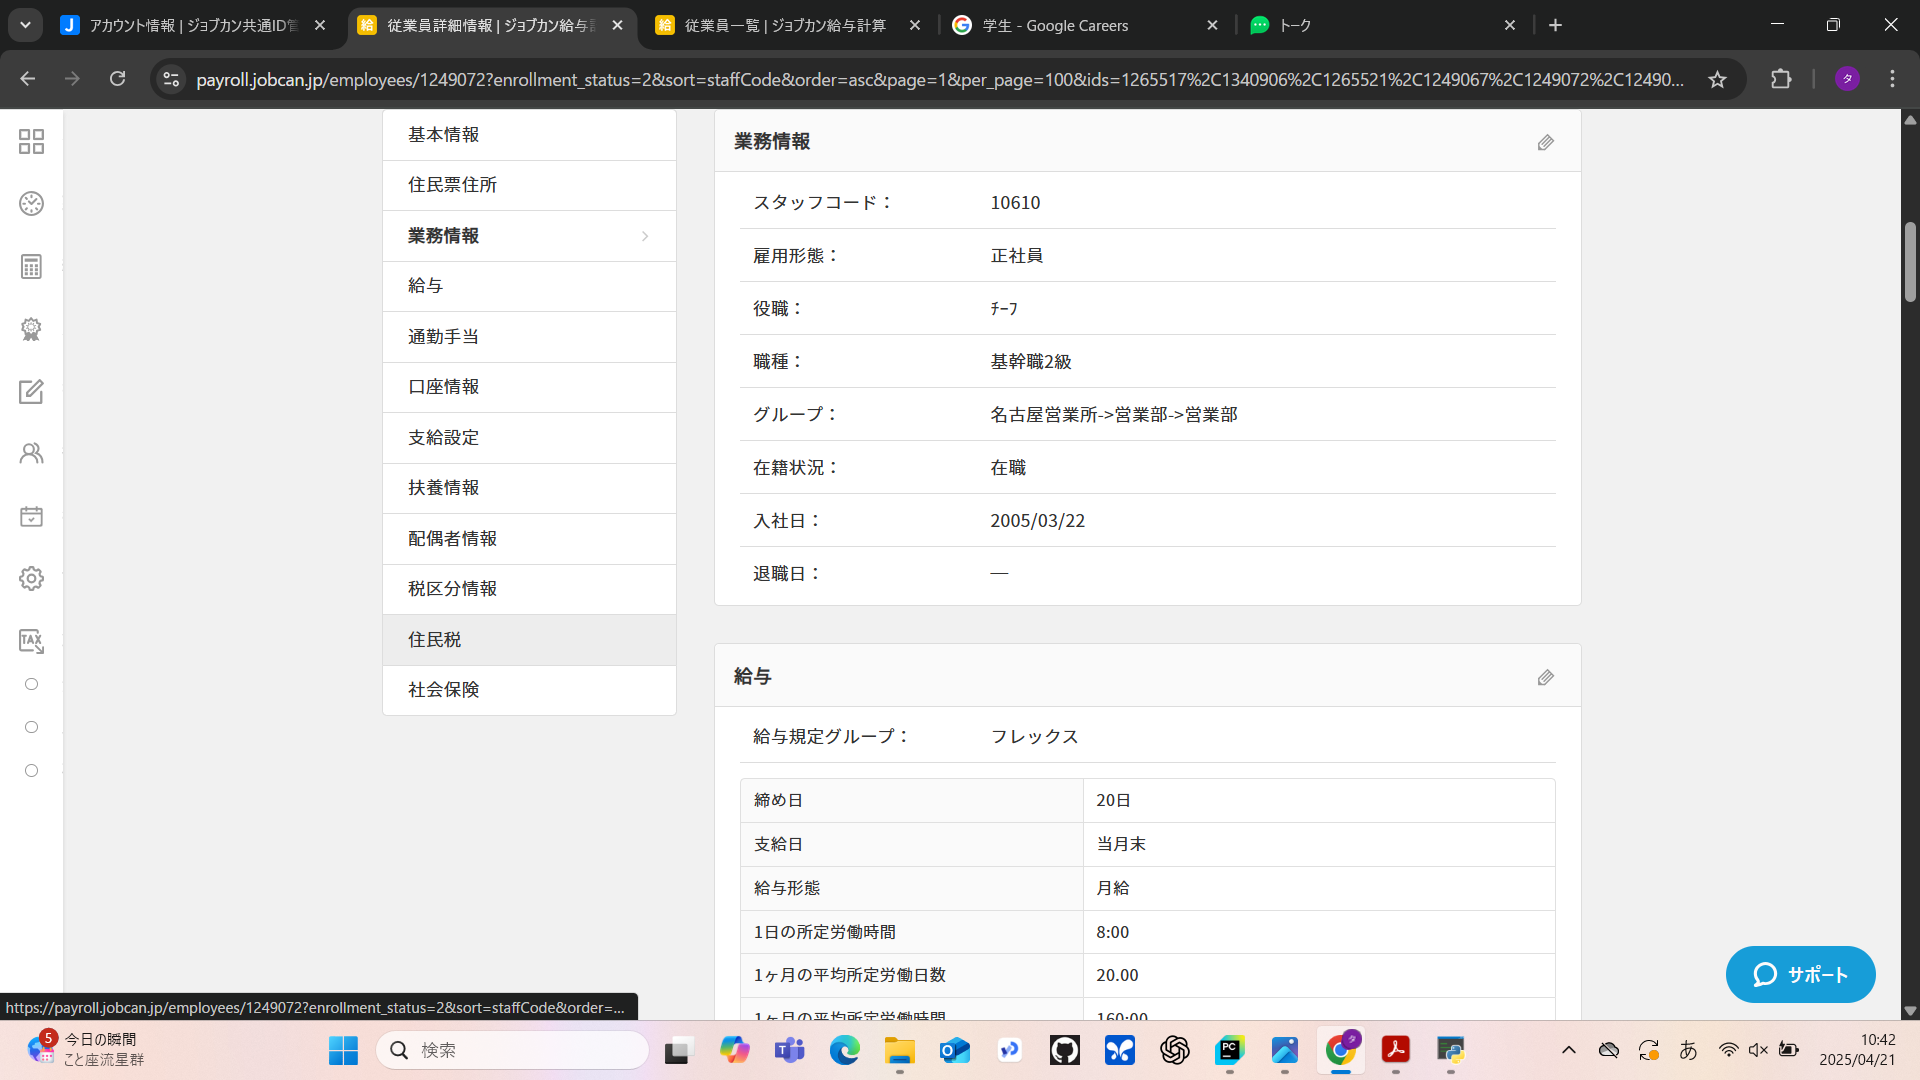 アカウント情報 | ジョブカン共通ID管
従業員詳細情報 | ジョブカン給与計
従業員一覧 | ジョブカン給与計算
学生 - Google Careers
トーク
payroll.jobcan.jp/employees/1249072?enrollment_status=2&sort=staffCode&order=asc&page=1&per_page=100&ids=1265517%2C1340906%2C1265521%2C1249067%2C1249072%2C12490...
タ
基本情報
住民票住所
業務情報
給与
通勤手当
口座情報
支給設定
扶養情報
配偶者情報
税区分情報
住民税
社会保険
TAX
業務情報
スタッフコード： 10610
雇用形態： 正社員
役職： ﾁｰﾌ
職種： 基幹職2級
グループ： 名古屋営業所->営業部->営業部
在籍状況： 在職
入社日： 2005/03/22
退職日： —
給与
給与規定グループ： フレックス
締め日 20日
支給日 当月末
給与形態 月給
1日の所定労働時間 8:00
1ヶ月の平均所定労働日数 20.00
1ヶ月の平均所定労働時間 160:00
サポート
https://payroll.jobcan.jp/employees/1249072?enrollment_status=2&sort=staffCode&order=...
5
今日の瞬間
こと座流星群
検索
あ
10:42
2025/04/21